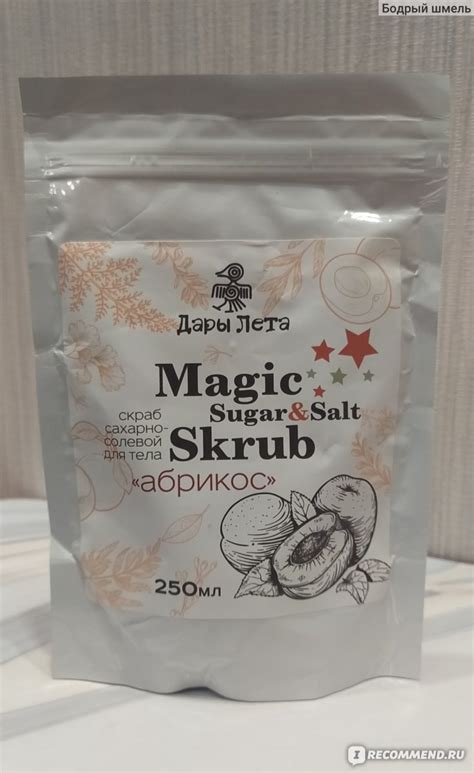 Бодрый шмель
Дары Лета
Magic
Sugar&Salt
Skrub
скраб
сахарно-
солевой
для тела
«абрикос»
250мл
IRECOMMEND.RU